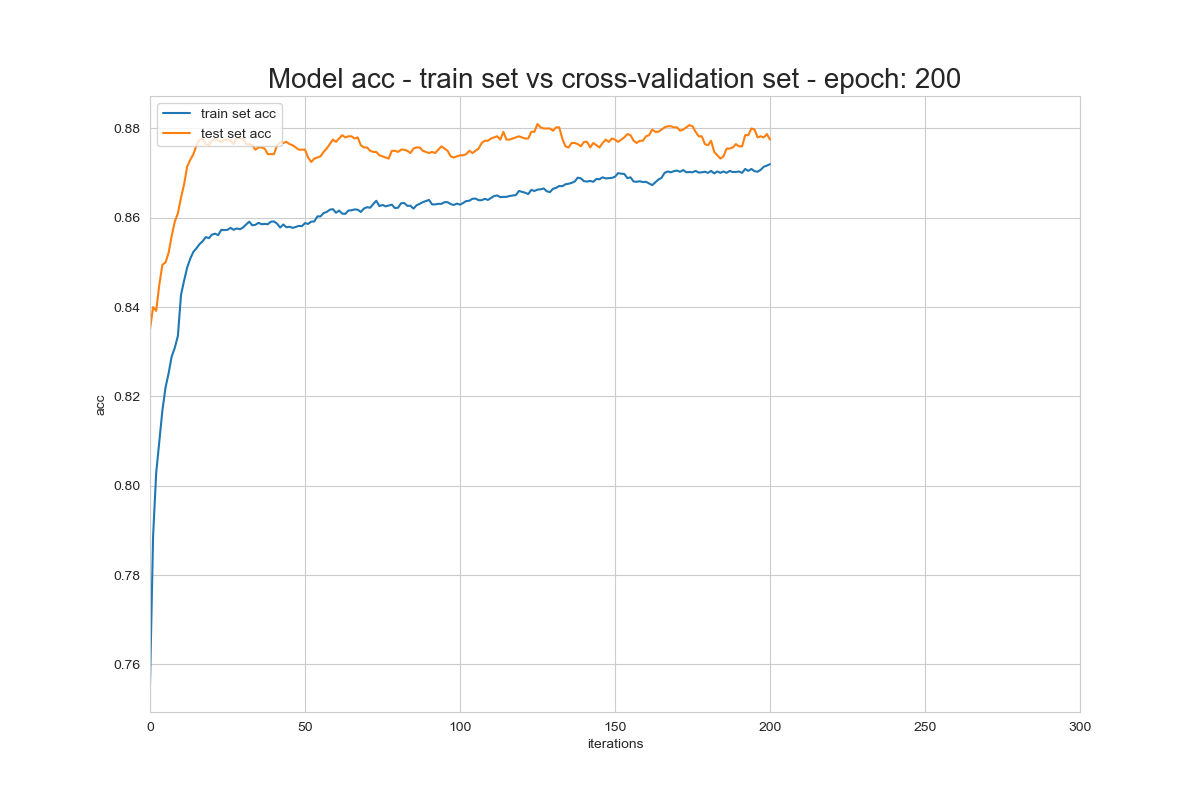 Model acc - train set vs cross-validation set - epoch: 200
train set acc
test set acc
0.88
0.86
0.84
0.82
0.80
0.78
0.76
acc
0 50 100 150 200 250 300
iterations